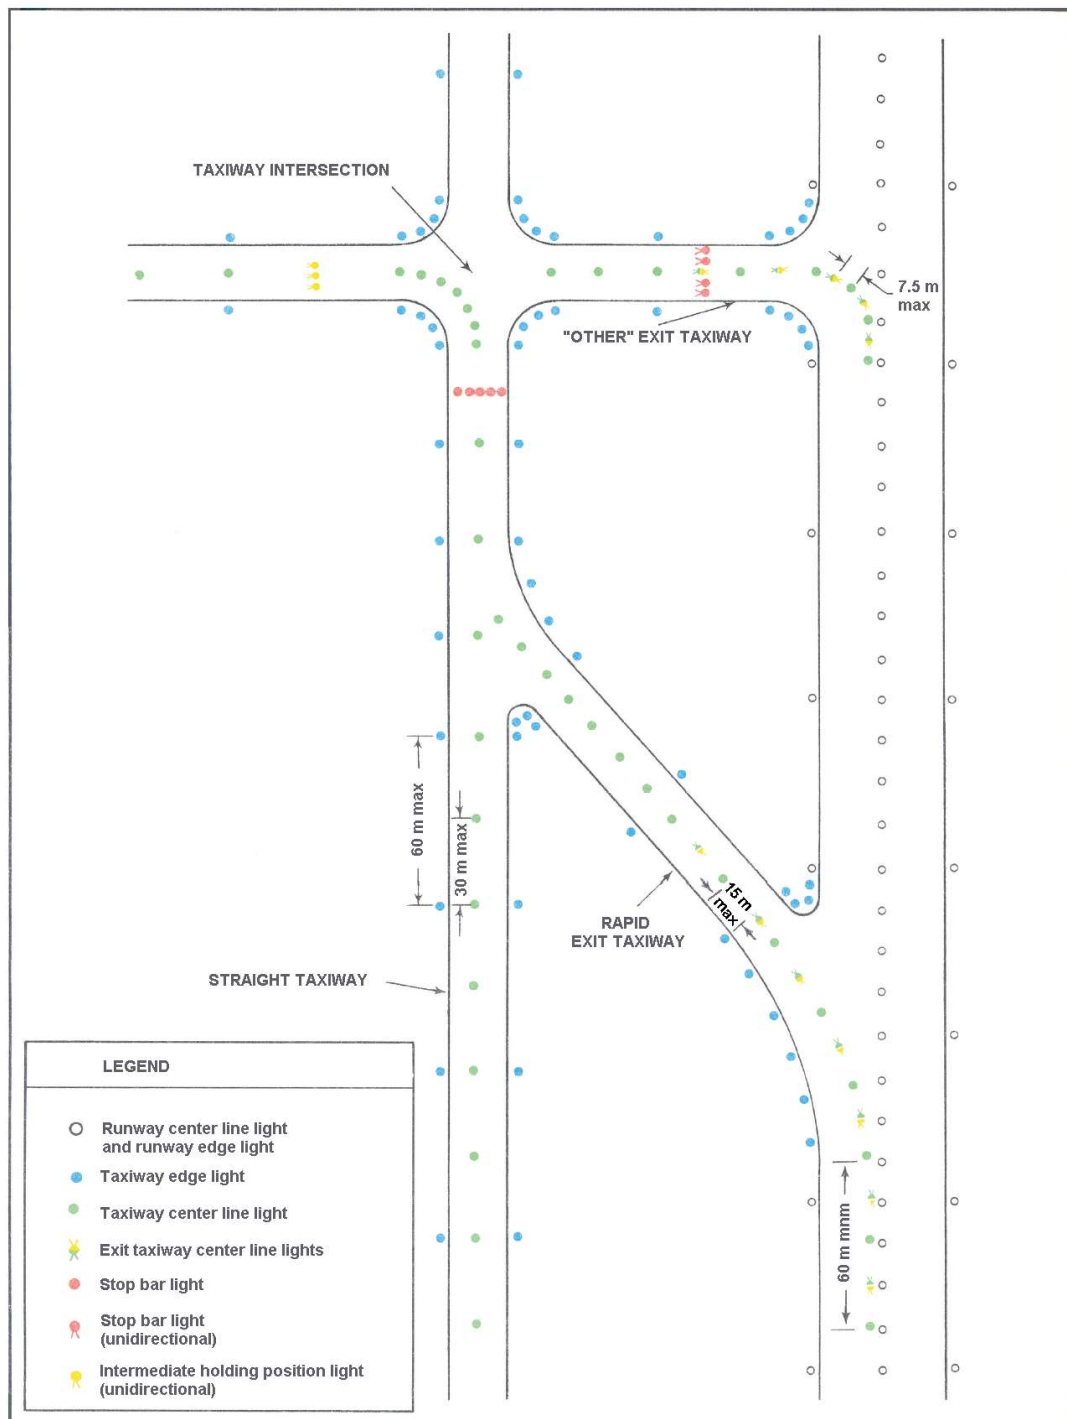 TAXIWAY INTERSECTION
7.5 m
max
"OTHER" EXIT TAXIWAY
60 m max
30 m max
15 m
max
RAPID
EXIT TAXIWAY
STRAIGHT TAXIWAY
60 m mnm
LEGEND
Runway center line light
and runway edge light
Taxiway edge light
Taxiway center line light
Exit taxiway center line lights
Stop bar light
Stop bar light
(unidirectional)
Intermediate holding position light
(unidirectional)